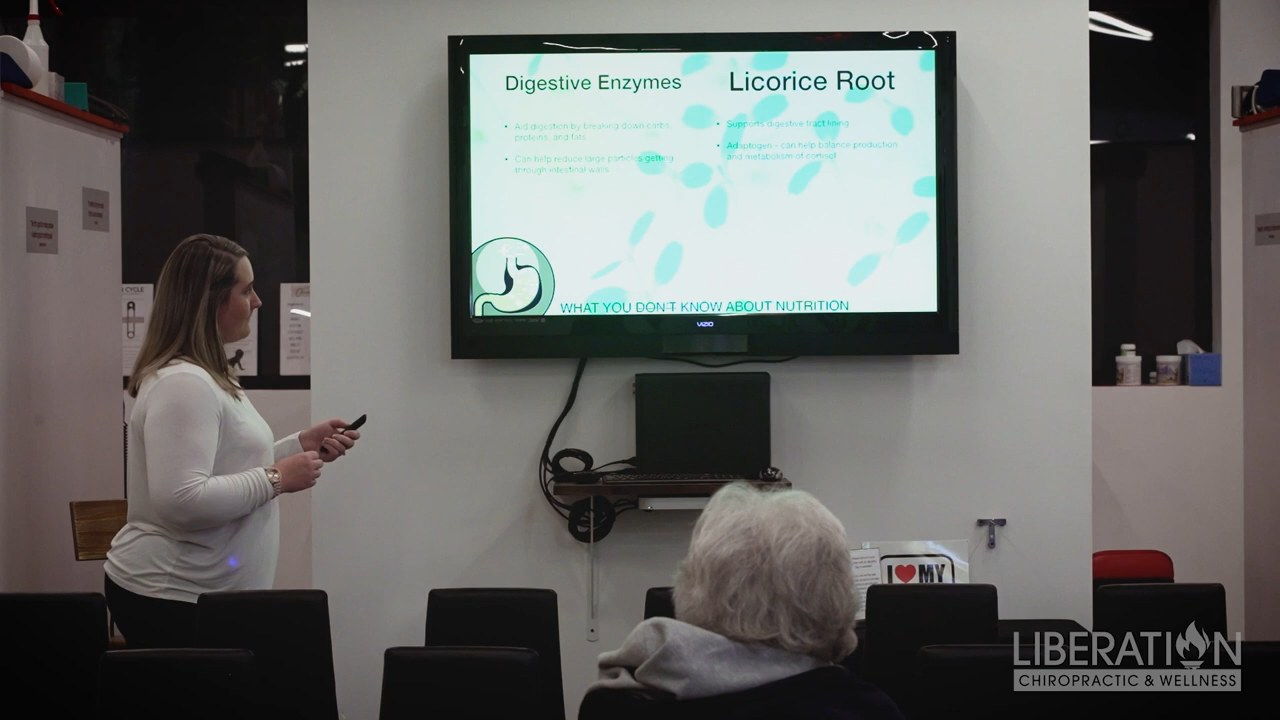 Digestive Enzymes
• Aid digestion by breaking down carbs,
proteins, and fats
• Can help reduce large particles getting
through intestinal walls
Licorice Root
• Supports digestive tract lining
• Adaptogen - can help balance production
and metabolism of cortisol
WHAT YOU DON'T KNOW ABOUT NUTRITION
VIZIO
CYCLE
I ❤ MY
LIBERATION
CHIROPRACTIC & WELLNESS